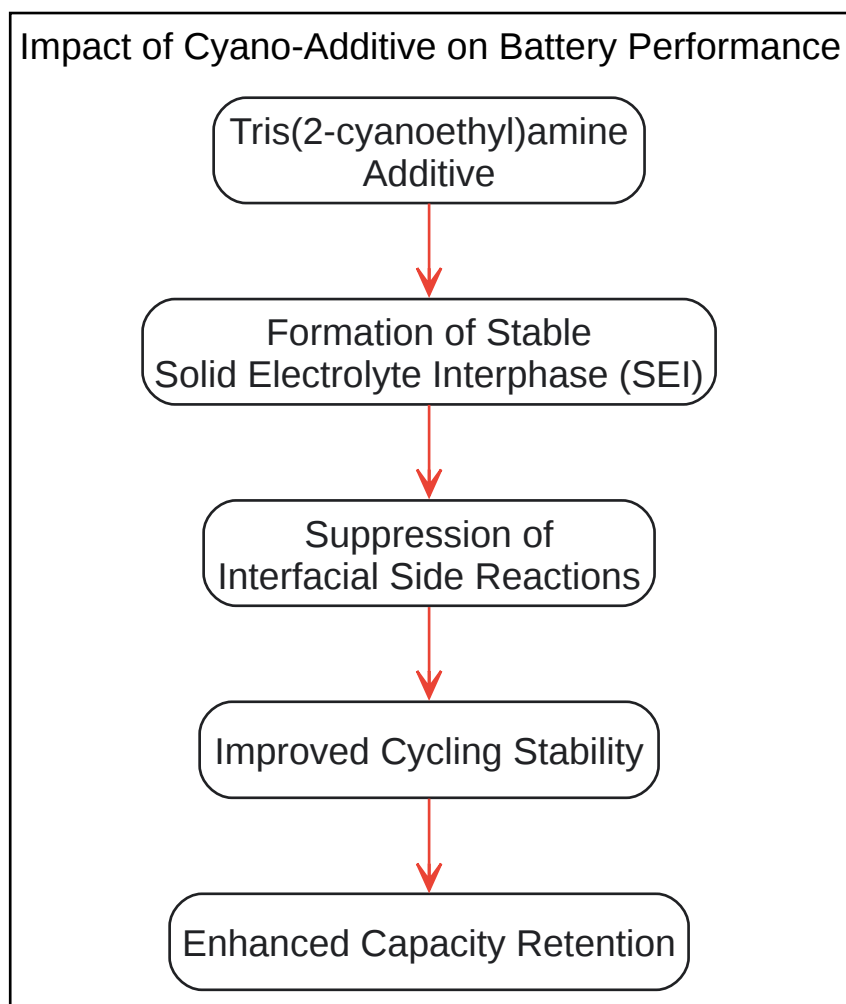 Impact of Cyano-Additive on Battery Performance
Tris(2-cyanoethyl)amine
Additive
Formation of Stable
Solid Electrolyte Interphase (SEI)
Suppression of
Interfacial Side Reactions
Improved Cycling Stability
Enhanced Capacity Retention